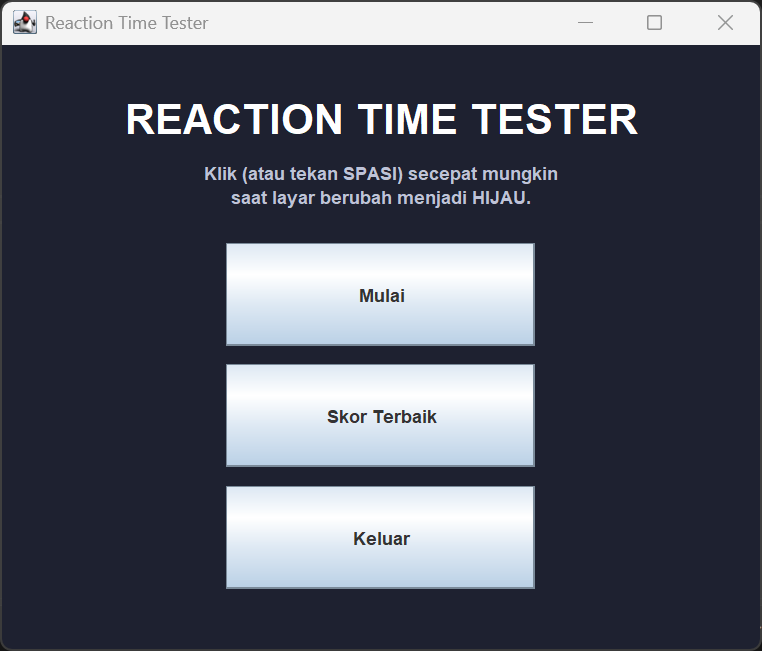 Reaction Time Tester
REACTION TIME TESTER
Klik (atau tekan SPASI) secepat mungkin
saat layar berubah menjadi HIJAU.
Mulai
Skor Terbaik
Keluar